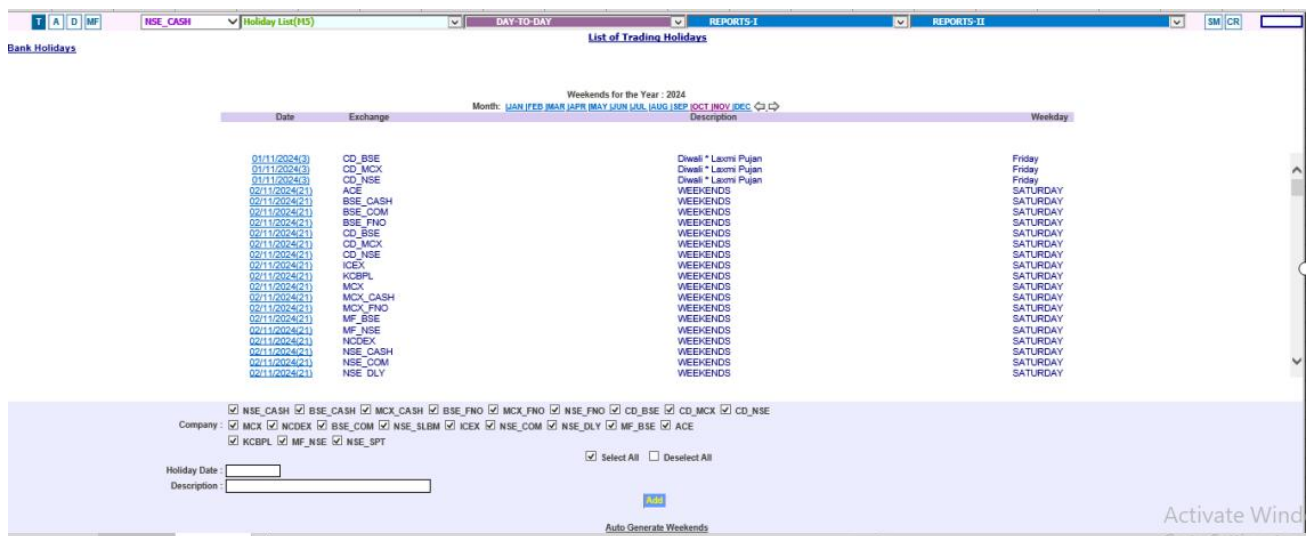 T A D MF NSE_CASH Holiday List(M5) DAY-TO-DAY REPORTS-I REPORTS-II SM CR
List of Trading Holidays
Bank Holidays
Weekends for the Year : 2024
Month: |JAN |FEB |MAR |APR |MAY |JUN |JUL |AUG |SEP |OCT |NOV |DEC
Date Exchange Description Weekday
01/11/2024(3) CD_BSE Diwali * Laxmi Pujan Friday
01/11/2024(3) CD_MCX Diwali * Laxmi Pujan Friday
01/11/2024(3) CD_NSE Diwali * Laxmi Pujan Friday
02/11/2024(21) ACE WEEKENDS SATURDAY
02/11/2024(21) BSE_CASH WEEKENDS SATURDAY
02/11/2024(21) BSE_COM WEEKENDS SATURDAY
02/11/2024(21) BSE_FNO WEEKENDS SATURDAY
02/11/2024(21) CD_BSE WEEKENDS SATURDAY
02/11/2024(21) CD_MCX WEEKENDS SATURDAY
02/11/2024(21) CD_NSE WEEKENDS SATURDAY
02/11/2024(21) ICEX WEEKENDS SATURDAY
02/11/2024(21) KCBPL WEEKENDS SATURDAY
02/11/2024(21) MCX WEEKENDS SATURDAY
02/11/2024(21) MCX_CASH WEEKENDS SATURDAY
02/11/2024(21) MCX_FNO WEEKENDS SATURDAY
02/11/2024(21) MF_BSE WEEKENDS SATURDAY
02/11/2024(21) MF_NSE WEEKENDS SATURDAY
02/11/2024(21) NCDEX WEEKENDS SATURDAY
02/11/2024(21) NSE_CASH WEEKENDS SATURDAY
02/11/2024(21) NSE_COM WEEKENDS SATURDAY
02/11/2024(21) NSE_DLY WEEKENDS SATURDAY
NSE_CASH BSE_CASH MCX_CASH BSE_FNO MCX_FNO NSE_FNO CD_BSE CD_MCX CD_NSE
Company : MCX NCDEX BSE_COM NSE_SLBM ICEX NSE_COM NSE_DLY MF_BSE ACE
KCBPL MF_NSE NSE_SPT
Select All Deselect All
Holiday Date :
Description :
Add
Activate Wind
Auto Generate Weekends